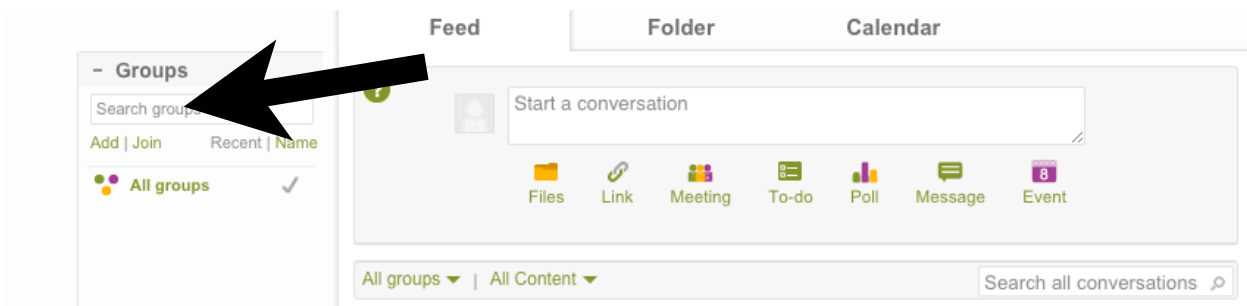 Feed Folder Calendar
− Groups
Search groups
Add | Join Recent | Name
All groups
?
Start a conversation
Files Link Meeting To-do Poll Message 8 Event
All groups | All Content Search all conversations